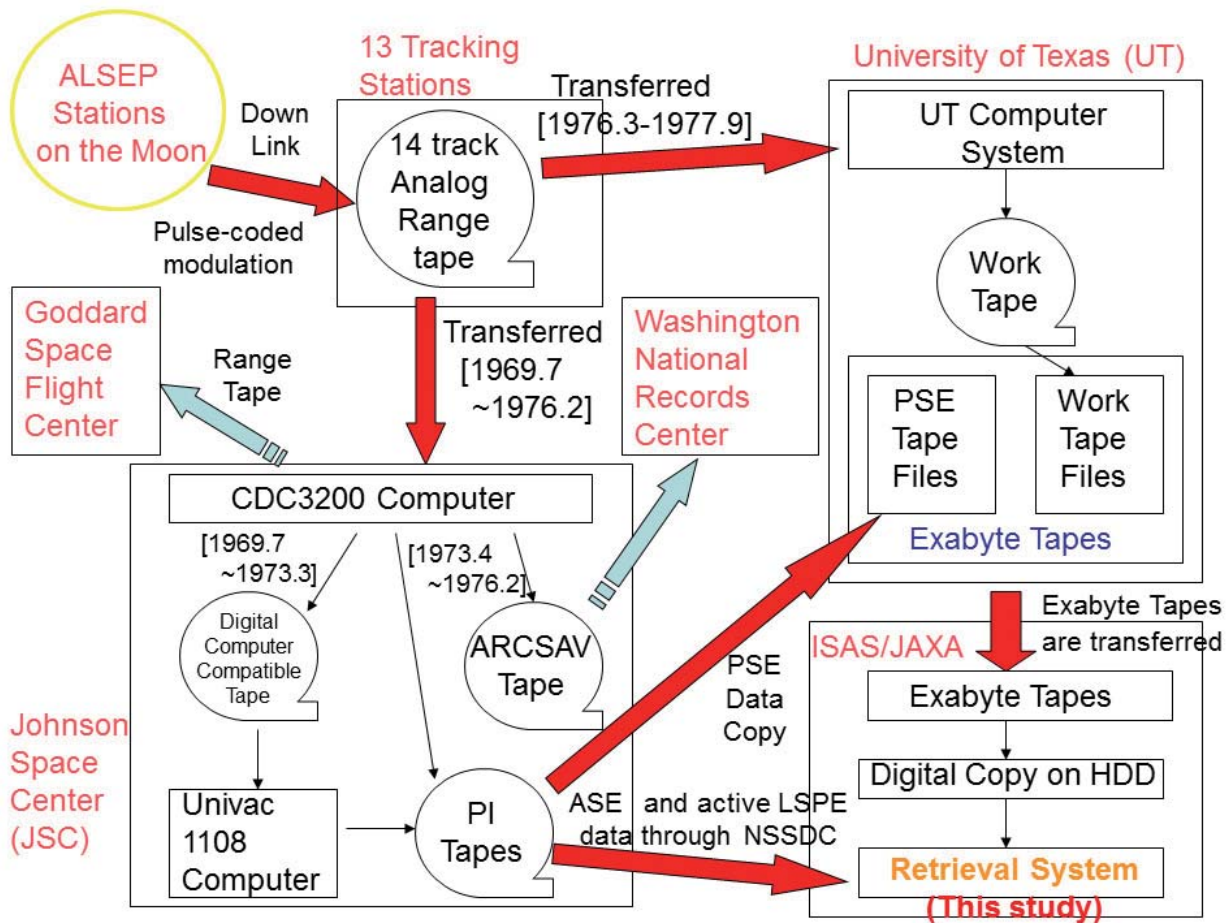 ALSEP
Stations
on the Moon
Down
Link
Pulse-coded
modulation
13 Tracking
Stations
14 track
Analog
Range
tape
Transferred
[1976.3-1977.9]
University of Texas (UT)
UT Computer
System
Work
Tape
PSE
Tape
Files
Work
Tape
Files
Exabyte Tapes
Goddard
Space
Flight
Center
Range
Tape
Transferred
[1969.7
~1976.2]
Washington
National
Records
Center
CDC3200 Computer
[1969.7
~1973.3]
[1973.4
~1976.2]
Digital
Computer
Compatible
Tape
ARCSAV
Tape
Johnson
Space
Center
(JSC)
Univac
1108
Computer
PI
Tapes
PSE
Data
Copy
ASE and active LSPE
data through NSSDC
Exabyte Tapes
are transferred
ISAS/JAXA
Exabyte Tapes
Digital Copy on HDD
Retrieval System
(This study)